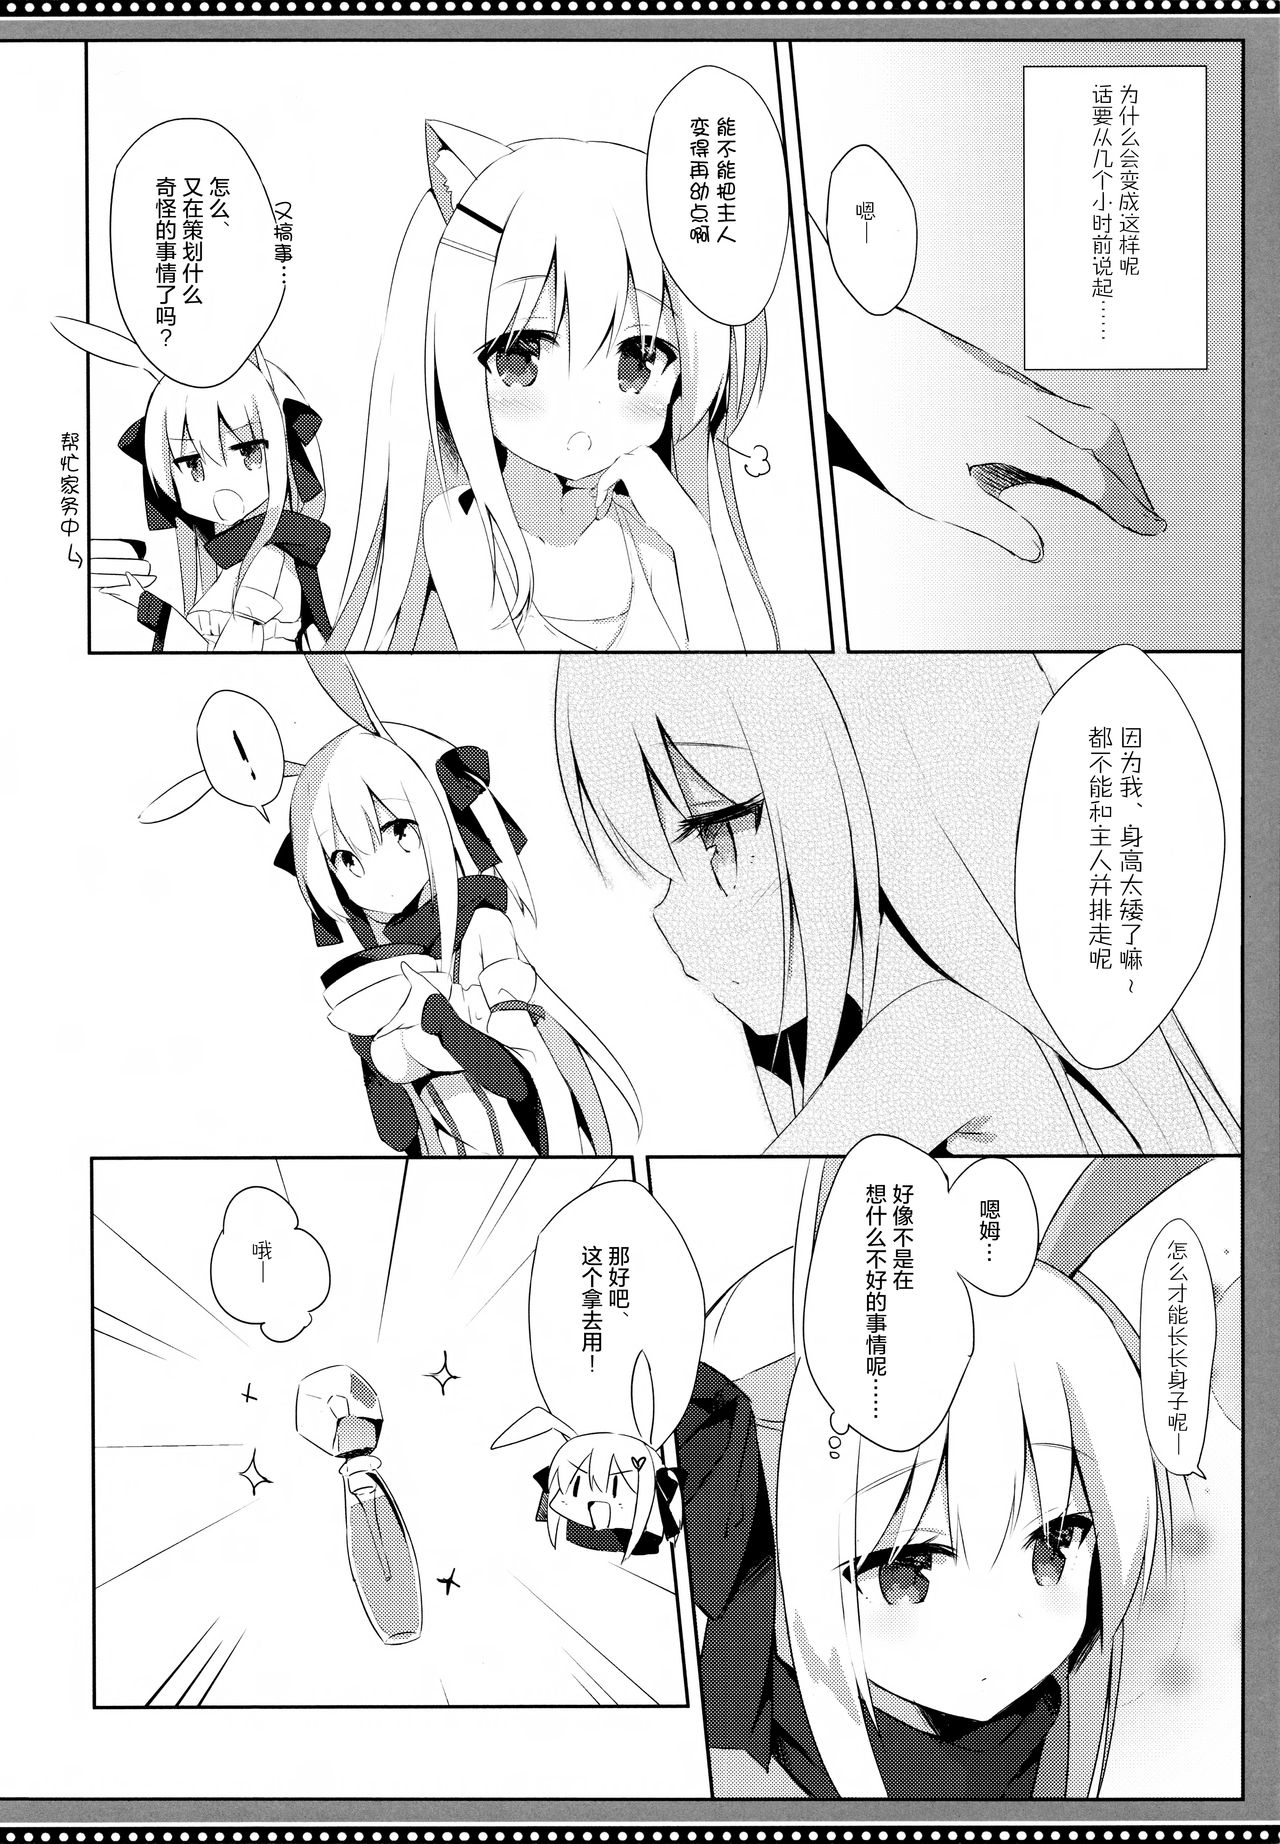 为什么会变成这样呢
话要从几个小时前说起……
嗯—
能不能把主人
变得再幼点啊
又搞事…
怎么、
又在策划什么
奇怪的事情了吗?
帮忙家务中
因为我、身高太矮了嘛~
都不能和主人并排走呢
!
怎么才能长长身子呢—
嗯姆…
好像不是在
想什么不好的事情呢……
那好吧、
这个拿去用!
哦—